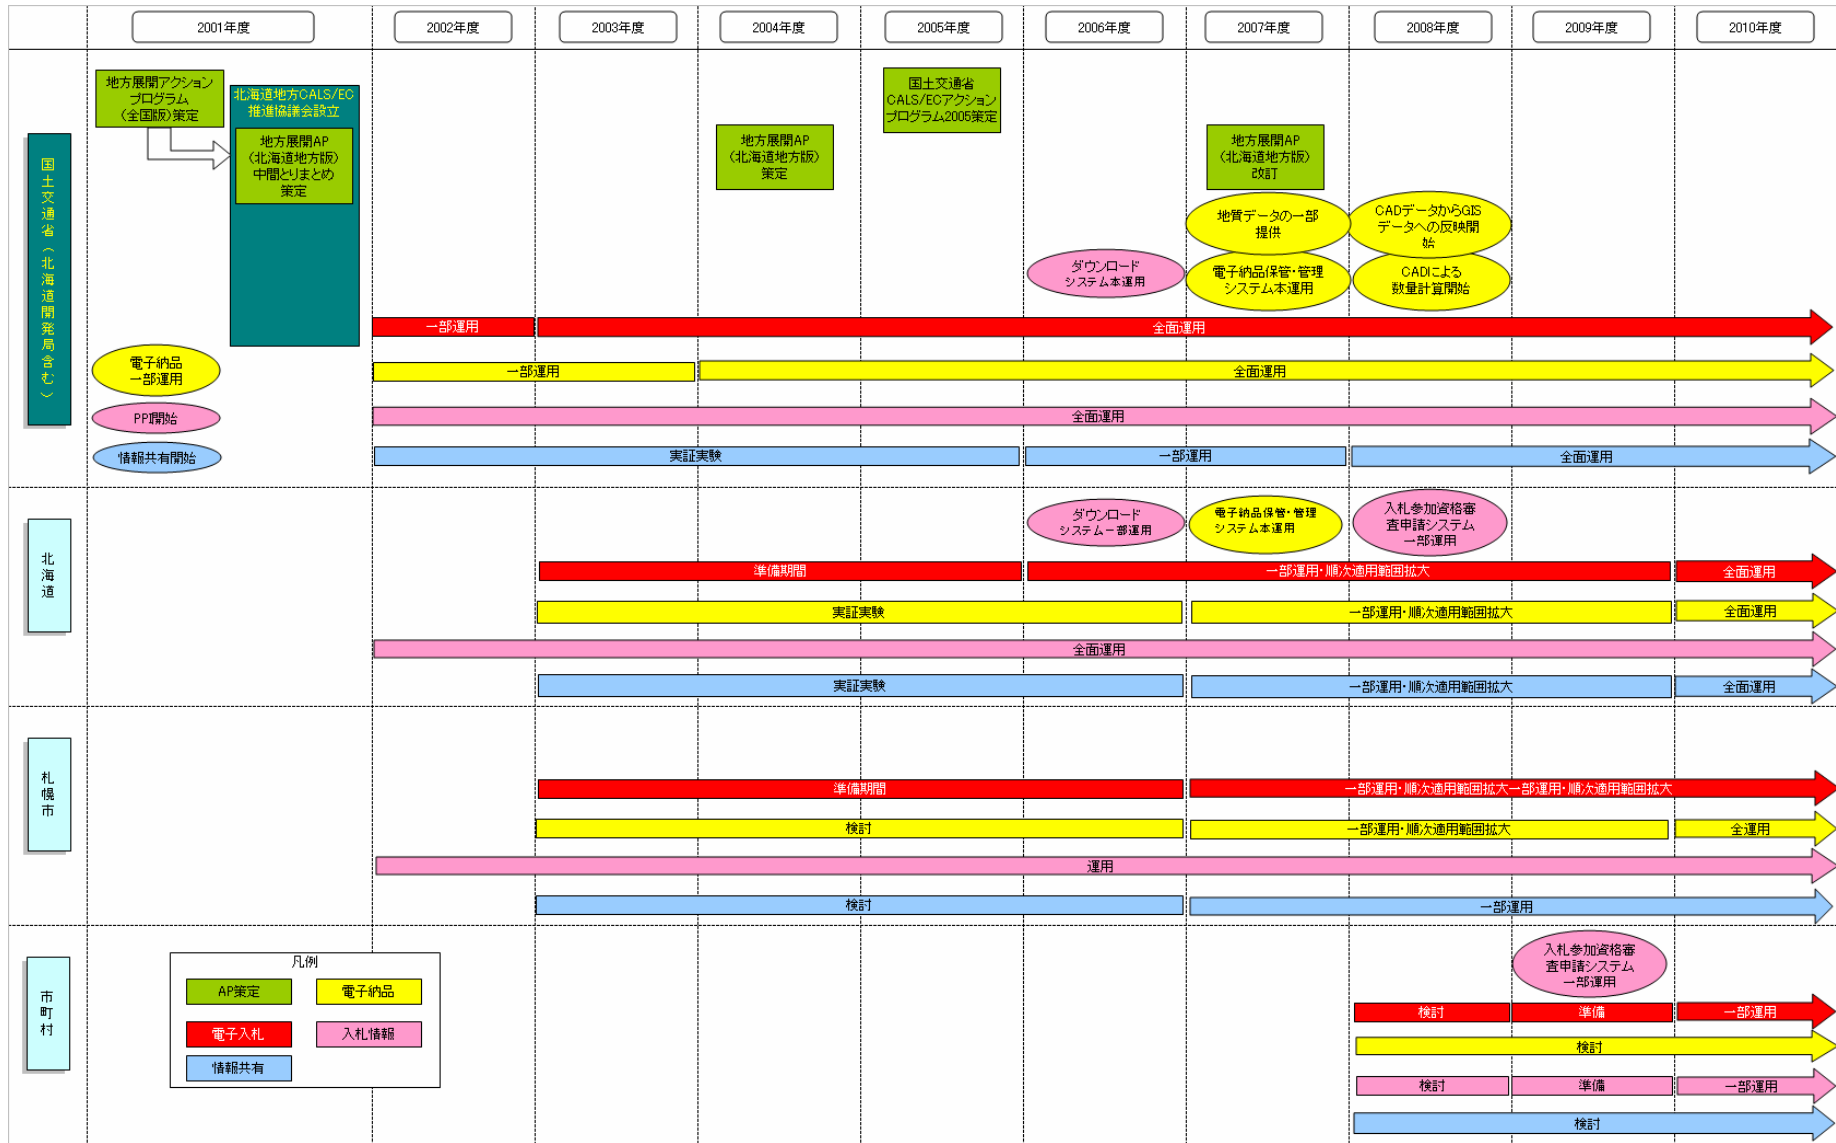 2001年度
2002年度
2003年度
2004年度
2005年度
2006年度
2007年度
2008年度
2009年度
2010年度
国土交通省(北海道開発局含む)
地方展開アクション
プログラム
(全国版)策定
北海道地方CALS/EC
推進協議会設立
地方展開AP
(北海道地方版)
中間とりまとめ
策定
地方展開AP
(北海道地方版)
策定
国土交通省
CALS/ECアクション
プログラム2005策定
地方展開AP
(北海道地方版)
改訂
地質データの一部
提供
CADデータからGIS
データへの反映開
始
ダウンロード
システム本運用
電子納品保管・管理
システム本運用
CADによる
数量計算開始
一部運用
全面運用
電子納品
一部運用
一部運用
全面運用
PPI開始
全面運用
情報共有開始
実証実験
一部運用
全面運用
北海道
ダウンロード
システム一部運用
電子納品保管・管理
システム本運用
入札参加資格審
査申請システム
一部運用
準備期間
一部運用・順次適用範囲拡大
全面運用
実証実験
一部運用・順次適用範囲拡大
全面運用
全面運用
実証実験
一部運用・順次適用範囲拡大
全面運用
札幌市
準備期間
一部運用・順次適用範囲拡大一部運用・順次適用範囲拡大
検討
一部運用・順次適用範囲拡大
全運用
運用
検討
一部運用
市町村
入札参加資格審
査申請システム
一部運用
検討
準備
一部運用
検討
検討
準備
一部運用
検討
凡例
AP策定
電子納品
電子入札
入札情報
情報共有